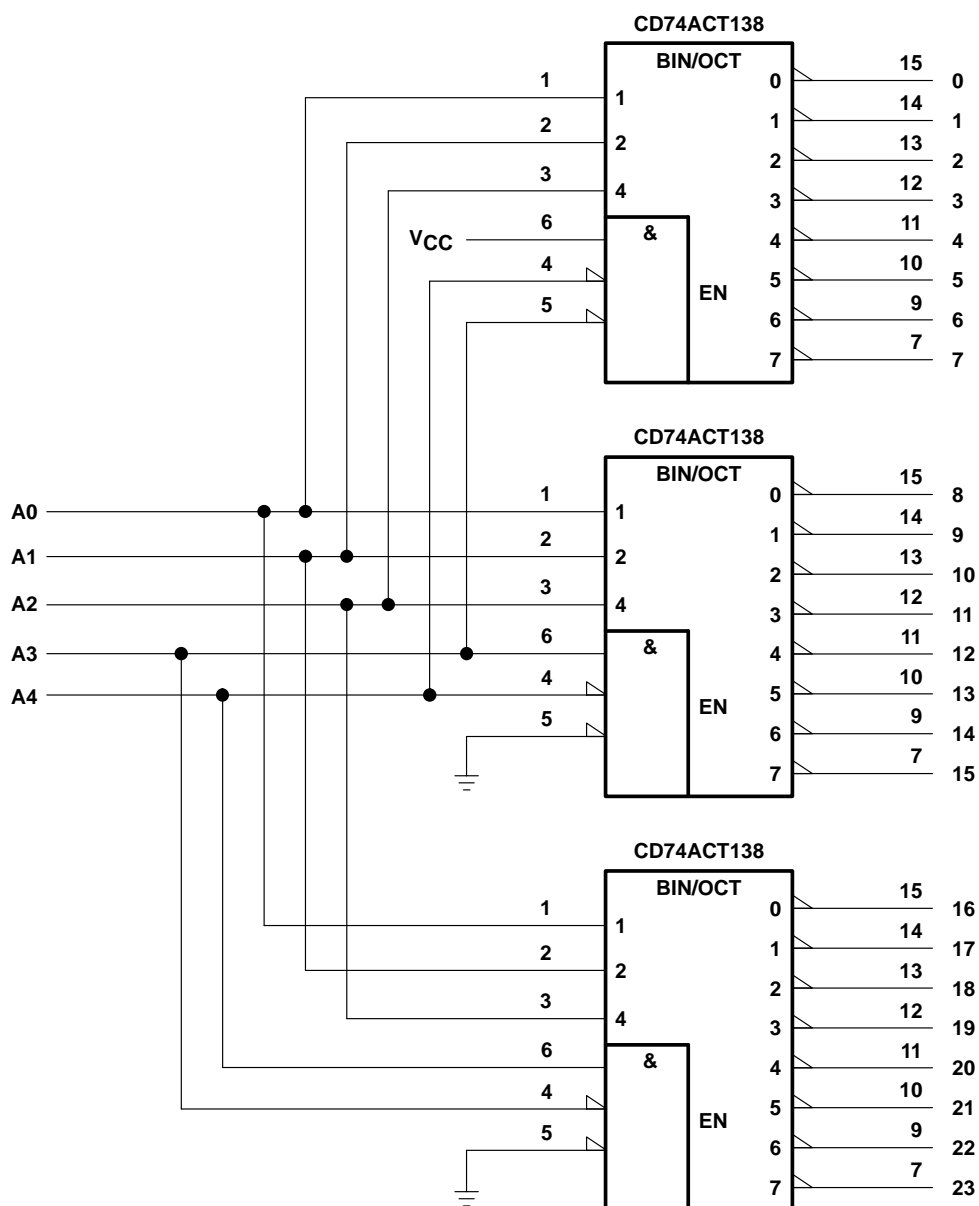 CD74ACT138
BIN/OCT
1 1 0 15 0
2 2 1 14 1
3 4 2 13 2
3 12 3
VCC 6 & 4 11 4
4 EN 5 10 5
5 6 9 6
7 7 7
CD74ACT138
BIN/OCT
A0 1 1 0 15 8
A1 2 2 1 14 9
A2 3 4 2 13 10
3 12 11
A3 6 & 4 11 12
A4 4 EN 5 10 13
5 6 9 14
7 7 15
CD74ACT138
BIN/OCT
1 1 0 15 16
2 2 1 14 17
3 4 2 13 18
3 12 19
6 & 4 11 20
4 EN 5 10 21
5 6 9 22
7 7 23